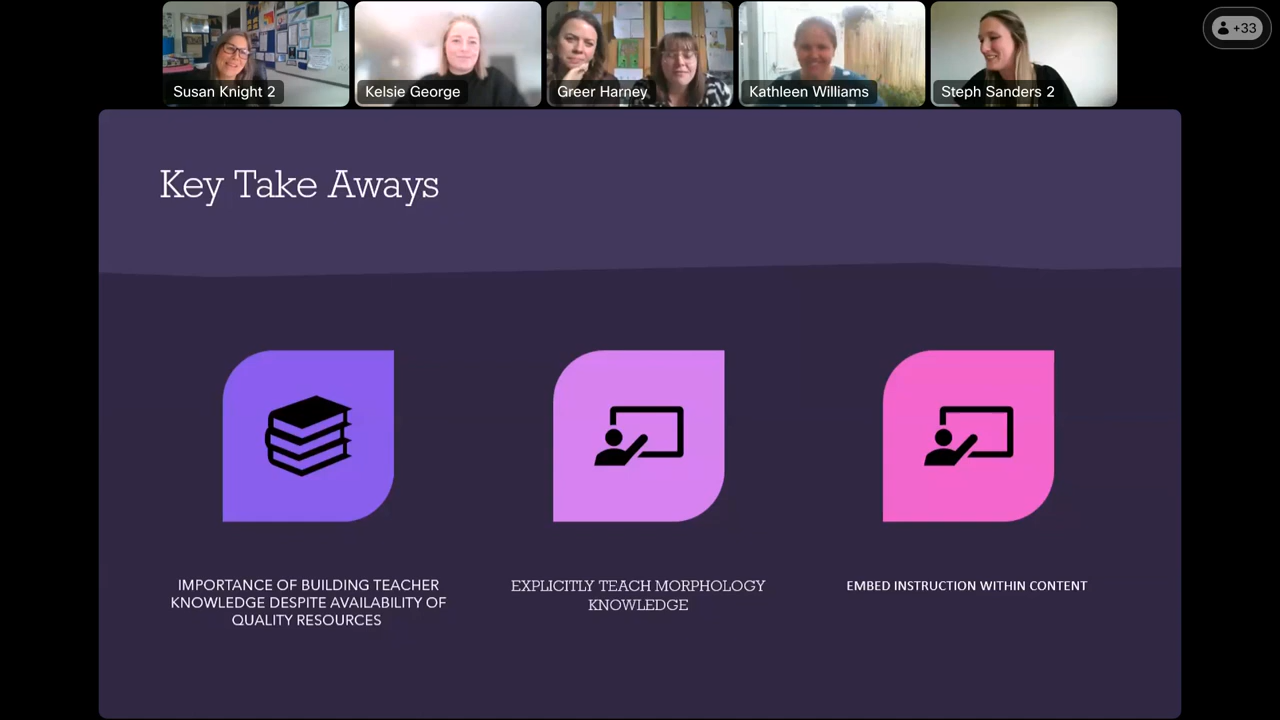 Susan Knight 2
Kelsie George
Greer Harney
Kathleen Williams
Steph Sanders 2
+33
Key Take Aways
IMPORTANCE OF BUILDING TEACHER
KNOWLEDGE DESPITE AVAILABILITY OF
QUALITY RESOURCES
EXPLICITLY TEACH MORPHOLOGY
KNOWLEDGE
EMBED INSTRUCTION WITHIN CONTENT